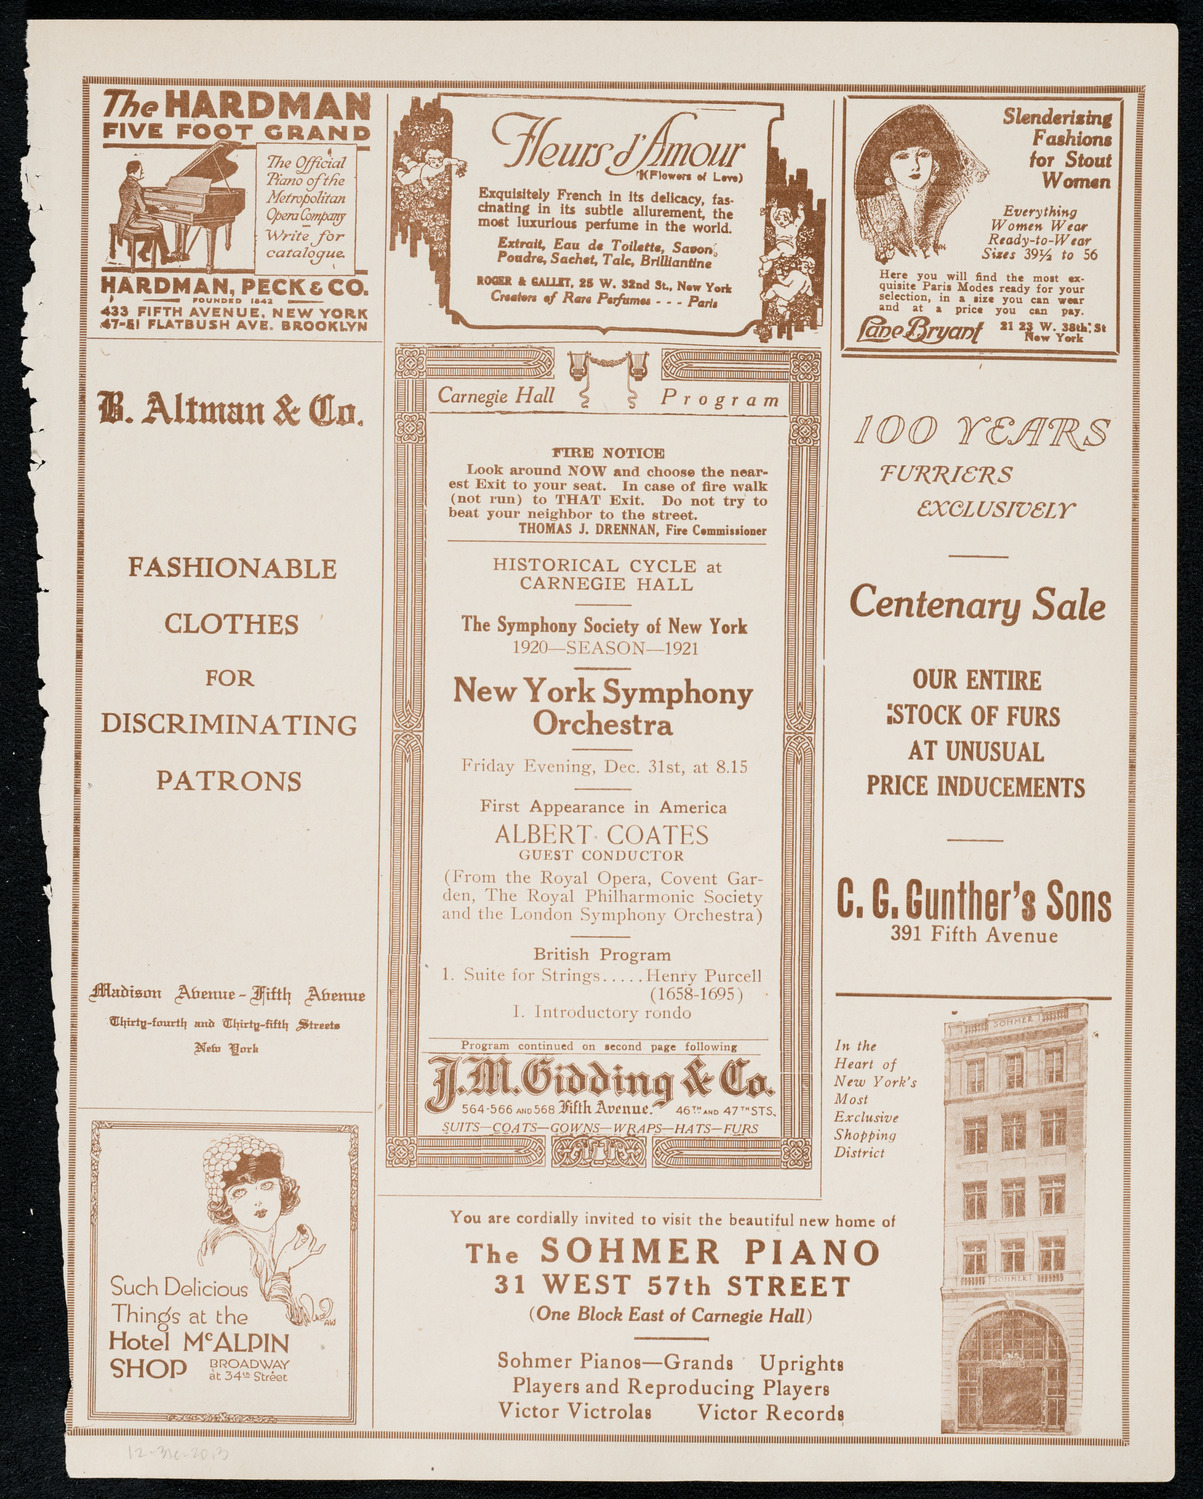 The HARDMAN
FIVE FOOT GRAND
The Official
Piano of the
Metropolitan
Opera Company
Write for
catalogue.
HARDMAN, PECK & CO.
FOUNDED 1842
433 FIFTH AVENUE, NEW YORK
47-51 FLATBUSH AVE. BROOKLYN
Fleurs d'Amour
(Flowers of Love)
Exquisitely French in its delicacy, fas-
cinating in its subtle allurement, the
most luxurious perfume in the world.
Extrait, Eau de Toilette, Savon,
Poudre, Sachet, Talc, Brilliantine
ROGER & GALLET, 25 W. 32nd St., New York
Creators of Rare Perfumes - - - Paris
Slenderizing
Fashions
for Stout
Women
Everything
Women Wear
Ready-to-Wear
Sizes 39½ to 56
Here you will find the most ex-
quisite Paris Modes ready for your
selection, in a size you can wear
and at a price you can pay.
Lane Bryant 21 23 W. 38th St
New York
B. Altman & Co.
FASHIONABLE
CLOTHES
FOR
DISCRIMINATING
PATRONS
Madison Avenue - Fifth Avenue
Thirty-fourth and Thirty-fifth Streets
New York
Such Delicious
Things at the
Hotel McALPIN
SHOP BROADWAY
at 34th Street
AW
Carnegie Hall Program
FIRE NOTICE
Look around NOW and choose the near-
est Exit to your seat. In case of fire walk
(not run) to THAT Exit. Do not try to
beat your neighbor to the street.
THOMAS J. DRENNAN, Fire Commissioner
HISTORICAL CYCLE at
CARNEGIE HALL
The Symphony Society of New York
1920—SEASON—1921
New York Symphony
Orchestra
Friday Evening, Dec. 31st, at 8.15
First Appearance in America
ALBERT COATES
GUEST CONDUCTOR
(From the Royal Opera, Covent Gar-
den, The Royal Philharmonic Society
and the London Symphony Orchestra)
British Program
1. Suite for Strings.....Henry Purcell
(1658-1695)
I. Introductory rondo
Program continued on second page following
J.M. Gidding & Co.
564-566 AND 568 Fifth Avenue. 46TH AND 47TH STS.
SUITS—COATS—GOWNS—WRAPS—HATS—FURS
100 YEARS
FURRIERS
EXCLUSIVELY
Centenary Sale
OUR ENTIRE
STOCK OF FURS
AT UNUSUAL
PRICE INDUCEMENTS
C. G. Gunther's Sons
391 Fifth Avenue
In the
Heart of
New York's
Most
Exclusive
Shopping
District
SOHMER
SOHMER
You are cordially invited to visit the beautiful new home of
The SOHMER PIANO
31 WEST 57th STREET
(One Block East of Carnegie Hall)
Sohmer Pianos—Grands Uprights
Players and Reproducing Players
Victor Victrolas Victor Records